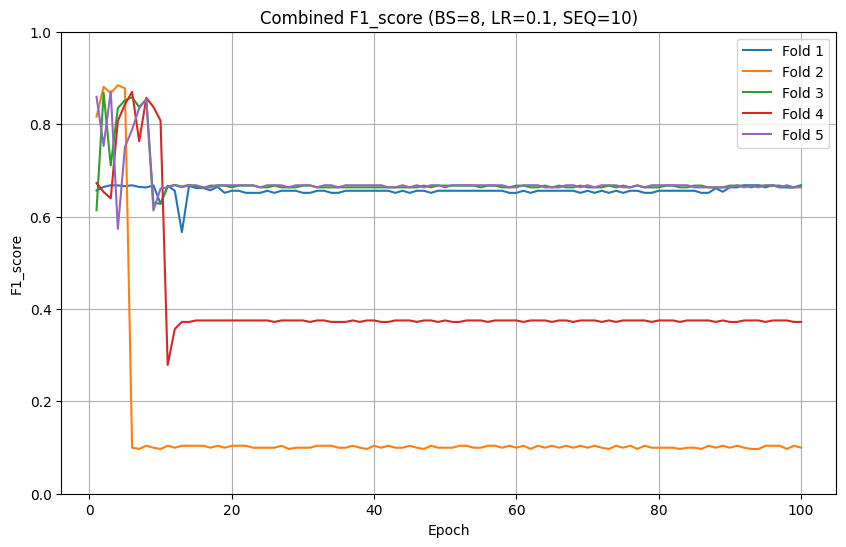 Combined F1_score (BS=8, LR=0.1, SEQ=10)
Fold 1
Fold 2
Fold 3
Fold 4
Fold 5
1.0
0.8
0.6
0.4
0.2
0.0
F1_score
0 20 40 60 80 100
Epoch